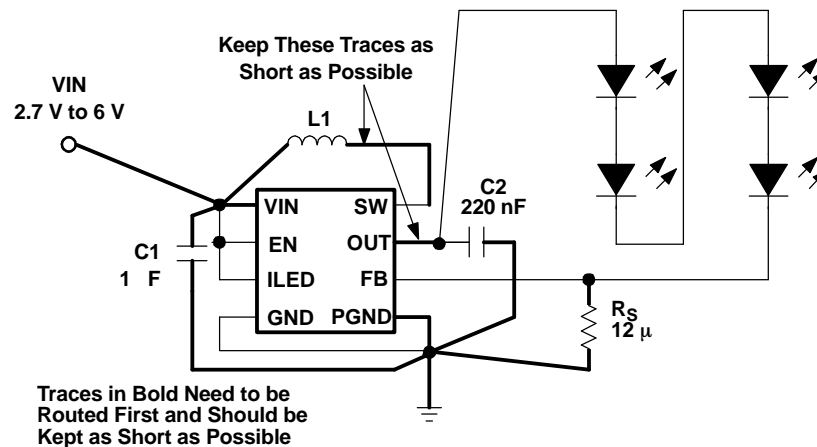 Keep These Traces as
Short as Possible
VIN
2.7 V to 6 V
L1
C2
220 nF
VIN
SW
EN
OUT
C1
1 F
ILED
FB
GND
PGND
RS
12 μ
Traces in Bold Need to be
Routed First and Should be
Kept as Short as Possible